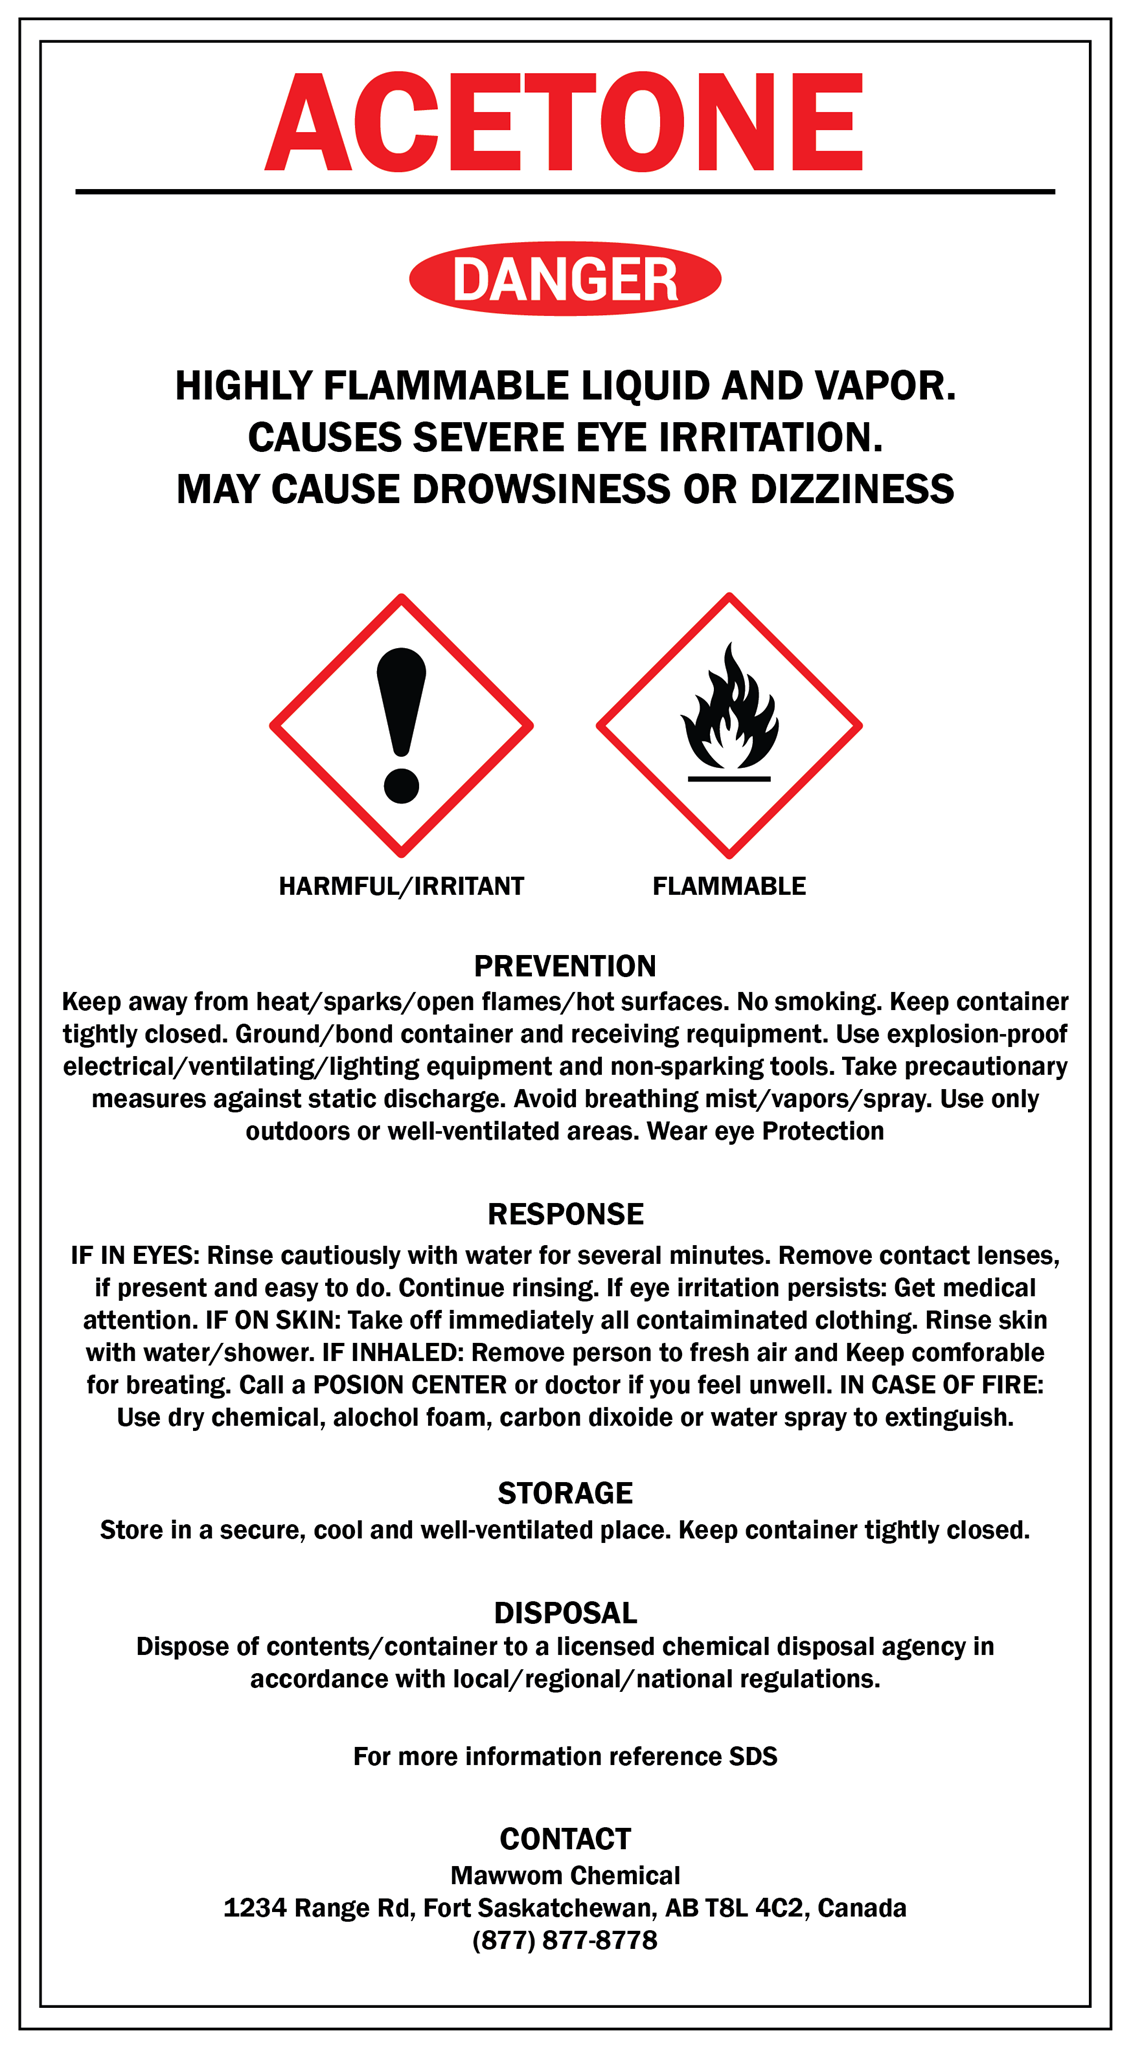 ACETONE
DANGER
HIGHLY FLAMMABLE LIQUID AND VAPOR.
CAUSES SEVERE EYE IRRITATION.
MAY CAUSE DROWSINESS OR DIZZINESS
HARMFUL/IRRITANT
FLAMMABLE
PREVENTION
Keep away from heat/sparks/open flames/hot surfaces. No smoking. Keep container
tightly closed. Ground/bond container and receiving requipment. Use explosion-proof
electrical/ventilating/lighting equipment and non-sparking tools. Take precautionary
measures against static discharge. Avoid breathing mist/vapors/spray. Use only
outdoors or well-ventilated areas. Wear eye Protection
RESPONSE
IF IN EYES: Rinse cautiously with water for several minutes. Remove contact lenses,
if present and easy to do. Continue rinsing. If eye irritation persists: Get medical
attention. IF ON SKIN: Take off immediately all contaiminated clothing. Rinse skin
with water/shower. IF INHALED: Remove person to fresh air and Keep comforable
for breating. Call a POSION CENTER or doctor if you feel unwell. IN CASE OF FIRE:
Use dry chemical, alochol foam, carbon dixoide or water spray to extinguish.
STORAGE
Store in a secure, cool and well-ventilated place. Keep container tightly closed.
DISPOSAL
Dispose of contents/container to a licensed chemical disposal agency in
accordance with local/regional/national regulations.
For more information reference SDS
CONTACT
Mawwom Chemical
1234 Range Rd, Fort Saskatchewan, AB T8L 4C2, Canada
(877) 877-8778